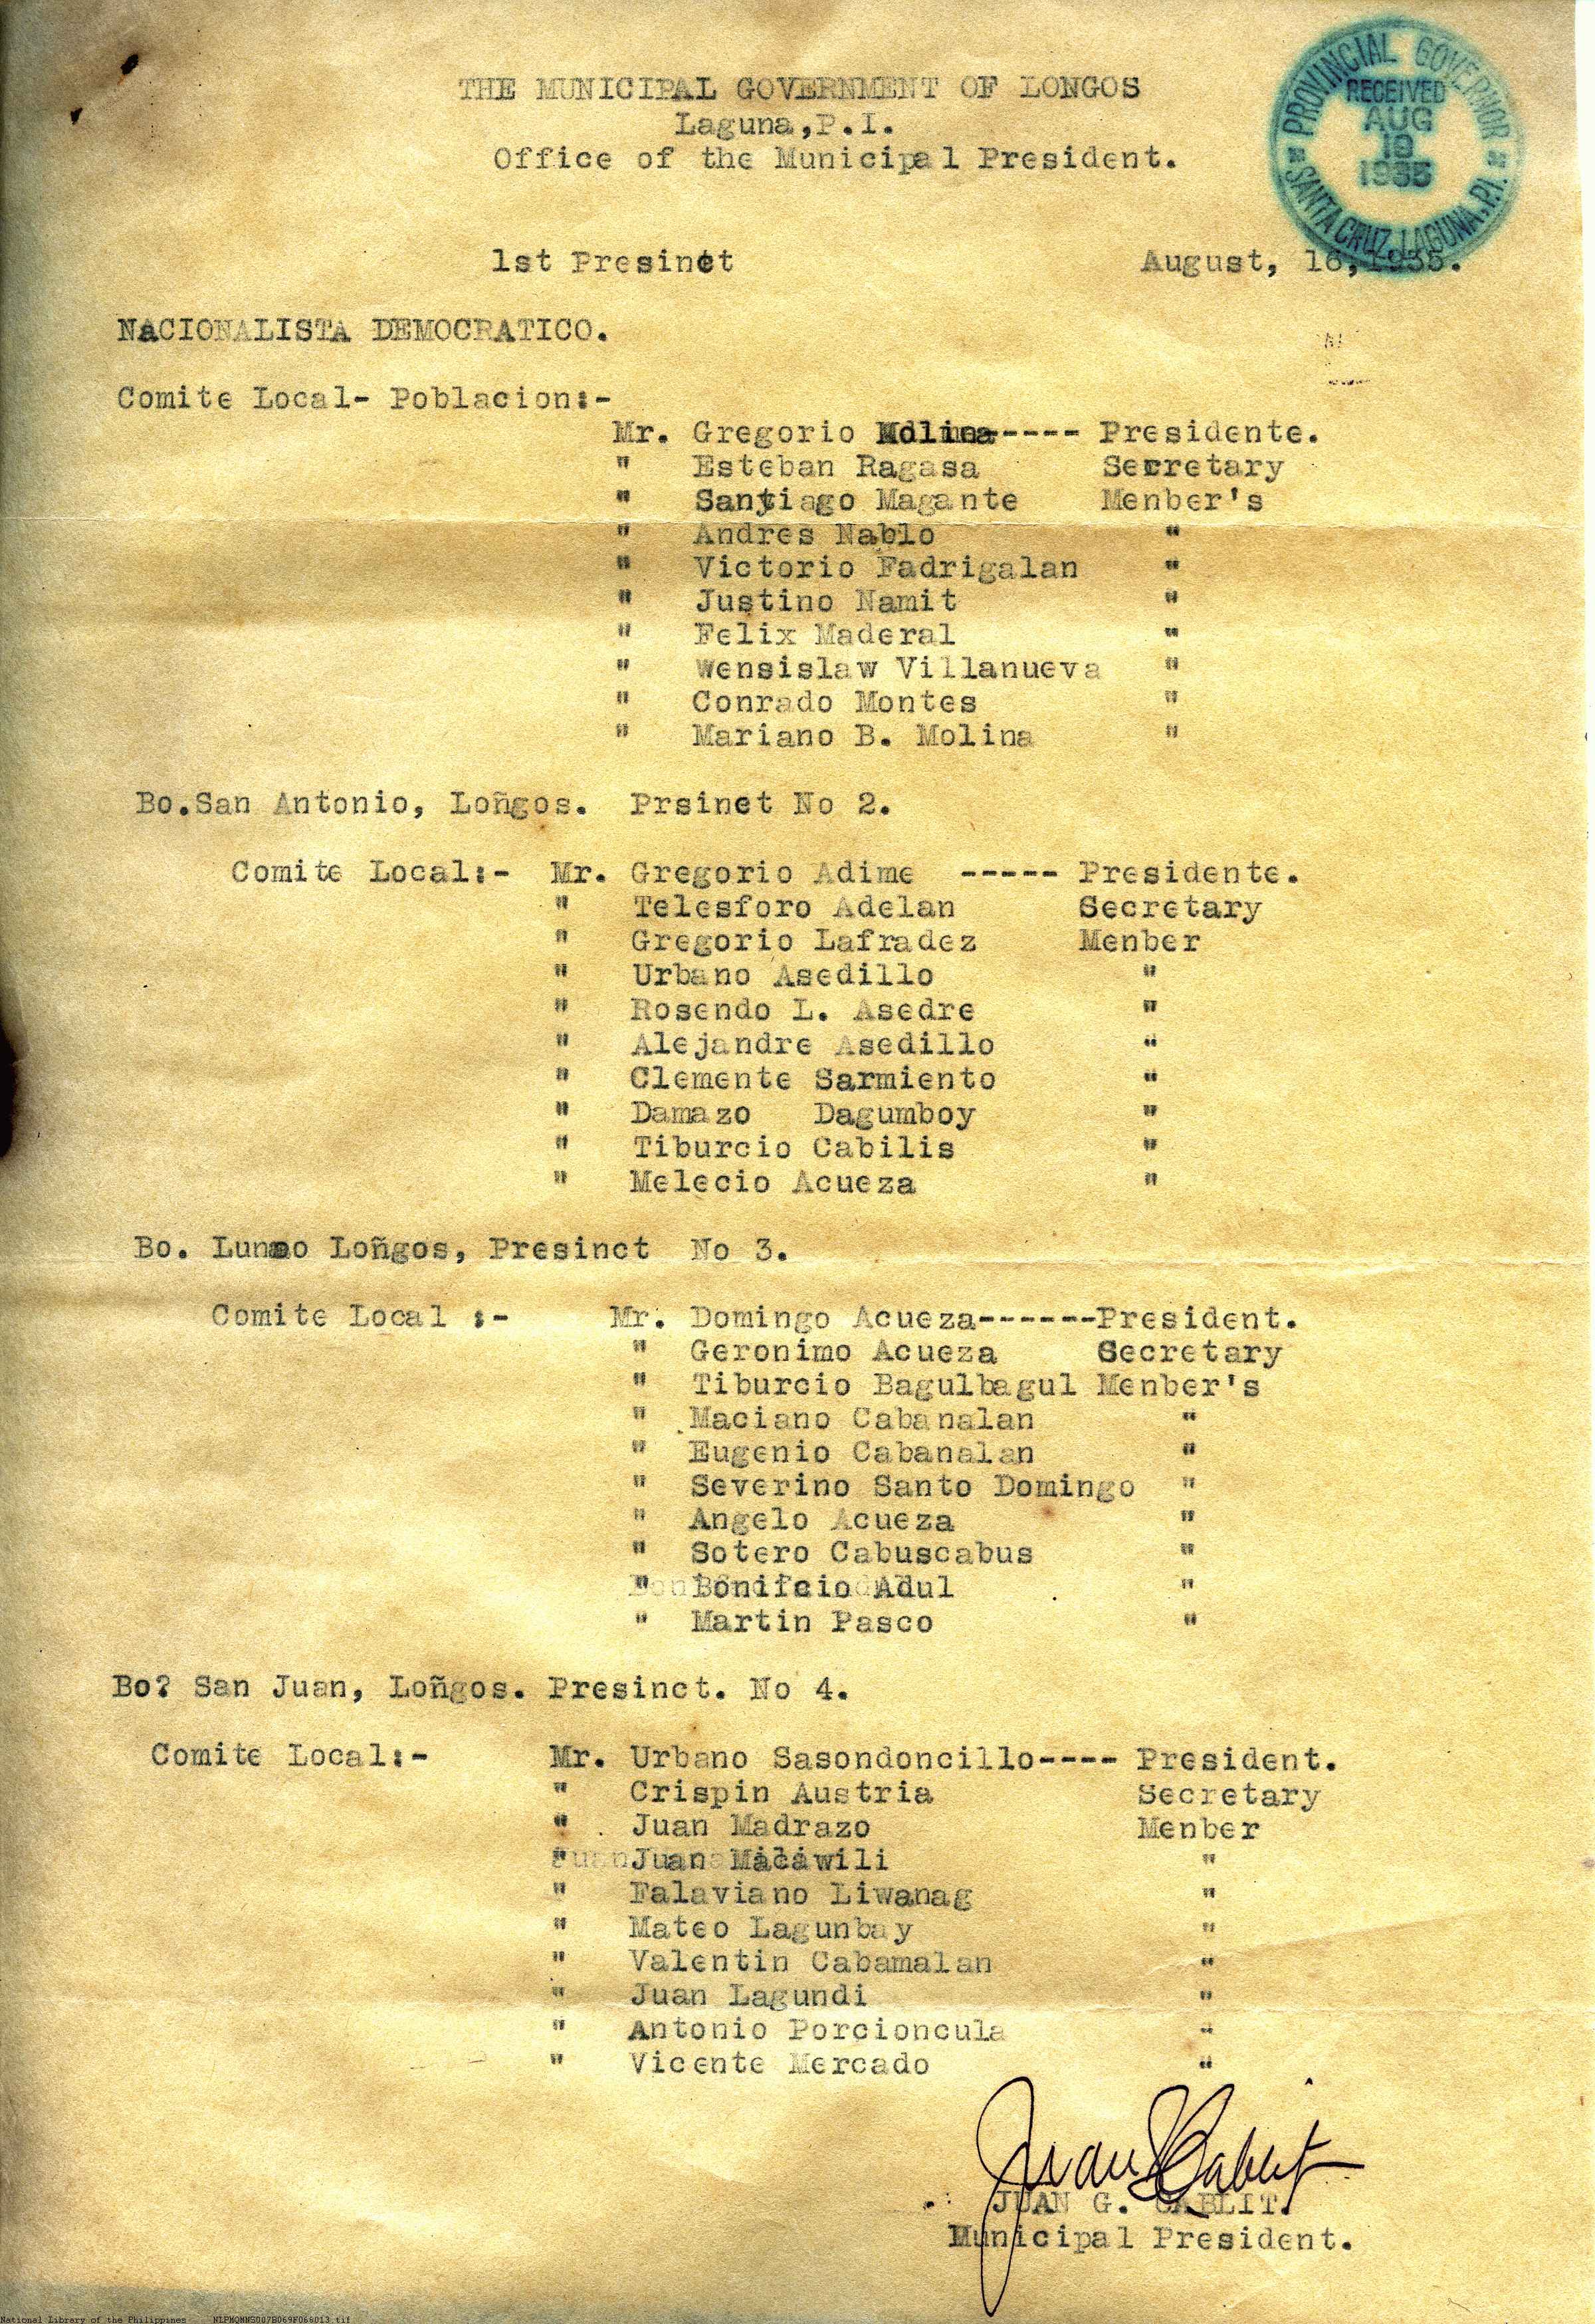 THE MUNICIPAL GOVERNMENT OF LONGOS
Laguna,P.I.
Office of the Municipal President.
PROVINCIAL GOVERNOR
RECEIVED
AUG
19
1935
SANTA CRUZ, LAGUNA, P.I.
1st Presinct August, 16,1935.
NACIONALISTA DEMOCRATICO.
Comite Local- Poblacion:-
Mr. Gregorio Molina---- Presidente.
" Esteban Ragasa Secretary
" Santiago Magante Menber's
" Andres Nablo "
" Victorio Fadrigalan "
" Justino Namit "
" Felix Maderal "
" Wensislaw Villanueva "
" Conrado Montes "
" Mariano B. Molina "
Bo.San Antonio, Loñgos. Prsinct No 2.
Comite Local:- Mr. Gregorio Adime ----- Presidente.
" Telesforo Adelan Secretary
" Gregorio Lafradez Menber
" Urbano Asedillo "
" Rosendo L. Asedre "
" Alejandre Asedillo "
" Clemente Sarmiento "
" Damazo Dagumboy "
" Tiburcio Cabilis "
" Melecio Acueza "
Bo. Loñgos, Presinct No 3.
Comite Local :- Mr. Domingo Acueza------President.
" Geronimo Acueza Secretary
" Tiburcio Bagulbagul Menber's
" Maciano Cabanalan "
" Eugenio Cabanalan "
" Severino Santo Domingo "
" Angelo Acueza "
" Sotero Cabuscabus "
" Bonifcio Adul "
" Martin Pasco "
Bo? San Juan, Loñgos. Presinct. No 4.
Comite Local:- Mr. Urbano Sasondoncillo---- President.
" Crispin Austria Secretary
" Juan Madrazo Menber
" Juan Macawili "
" Falaviano Liwanag "
" Mateo Lagunbay "
" Valentin Cabamalan "
" Juan Lagundi "
" Antonio Porcioncula "
" Vicente Mercado "
Juan G Cablit
JUAN G. CABLIT.
Municipal President.
National Library of the Philippines NLPMQMNS007B069F066013.tif